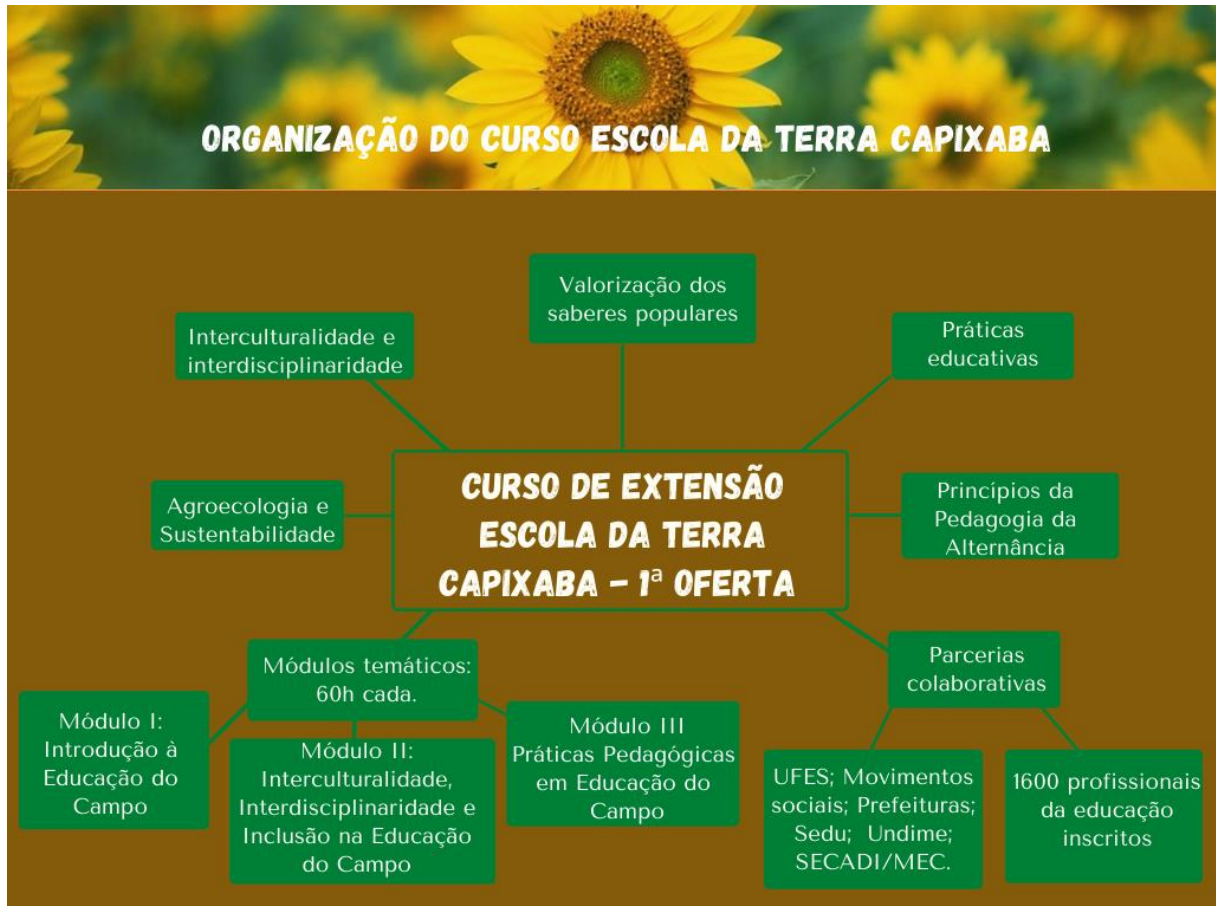 ORGANIZAÇÃO DO CURSO ESCOLA DA TERRA CAPIXABA
Valorização dos
saberes populares
Interculturalidade e
interdisciplinaridade
Práticas
educativas
CURSO DE EXTENSÃO
ESCOLA DA TERRA
CAPIXABA – 1ª OFERTA
Agroecologia e
Sustentabilidade
Princípios da
Pedagogia da
Alternância
Módulos temáticos:
60h cada.
Parcerias
colaborativas
Módulo I:
Introdução à
Educação do
Campo
Módulo II:
Interculturalidade,
Interdisciplinaridade e
Inclusão na Educação
do Campo
Módulo III
Práticas Pedagógicas
em Educação do
Campo
UFES; Movimentos
sociais; Prefeituras;
Sedu; Undime;
SECADI/MEC.
1600 profissionais
da educação
inscritos